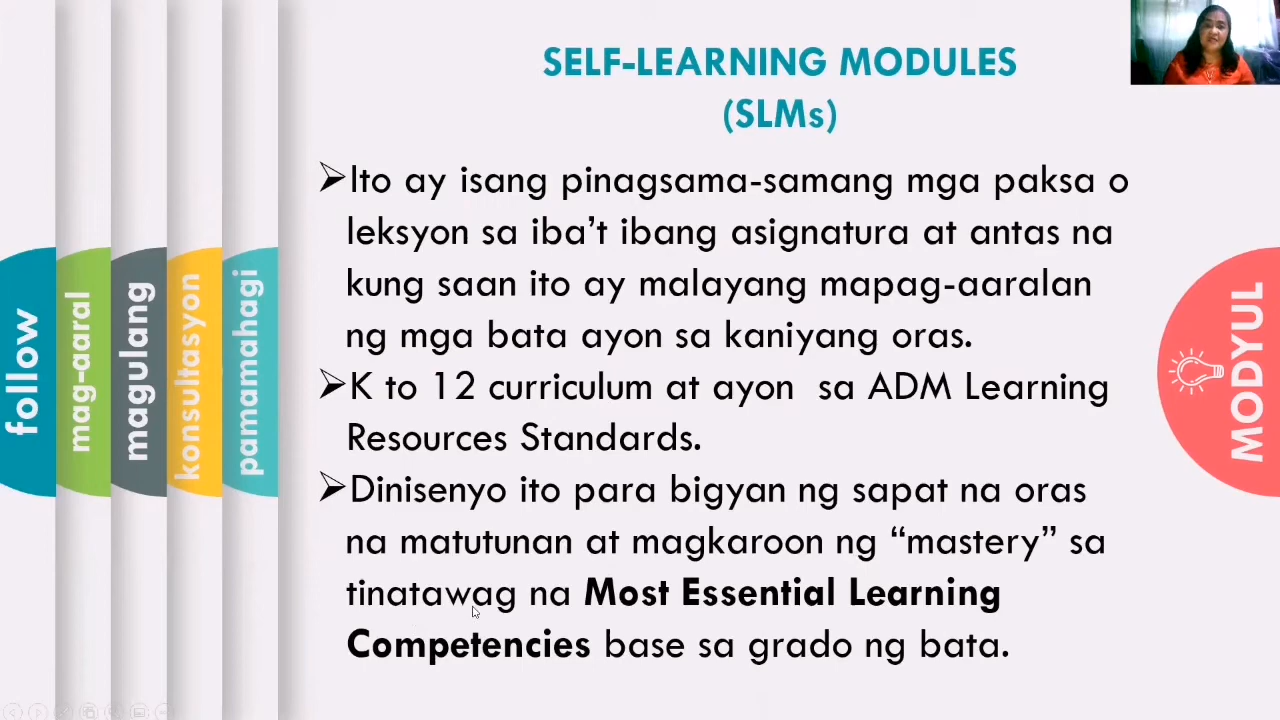 SELF-LEARNING MODULES
(SLMs)
➢Ito ay isang pinagsama-samang mga paksa o
leksyon sa iba’t ibang asignatura at antas na
kung saan ito ay malayang mapag-aaralan
ng mga bata ayon sa kaniyang oras.
➢K to 12 curriculum at ayon  sa ADM Learning
Resources Standards.
➢Dinisenyo ito para bigyan ng sapat na oras
na matutunan at magkaroon ng “mastery” sa
tinatawag na Most Essential Learning
Competencies base sa grado ng bata.
follow
mag-aaral
magulang
konsultasyon
pamamahagi
MODYUL